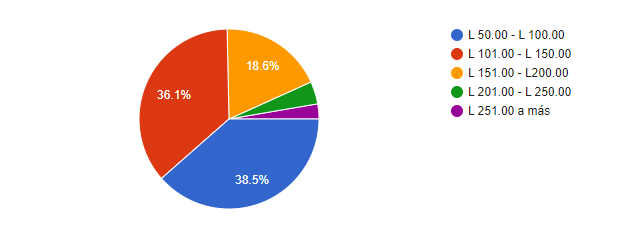 L 50.00 - L 100.00
L 101.00 - L 150.00
L 151.00 - L200.00
L 201.00 - L 250.00
L 251.00 a más
18.6%
36.1%
38.5%